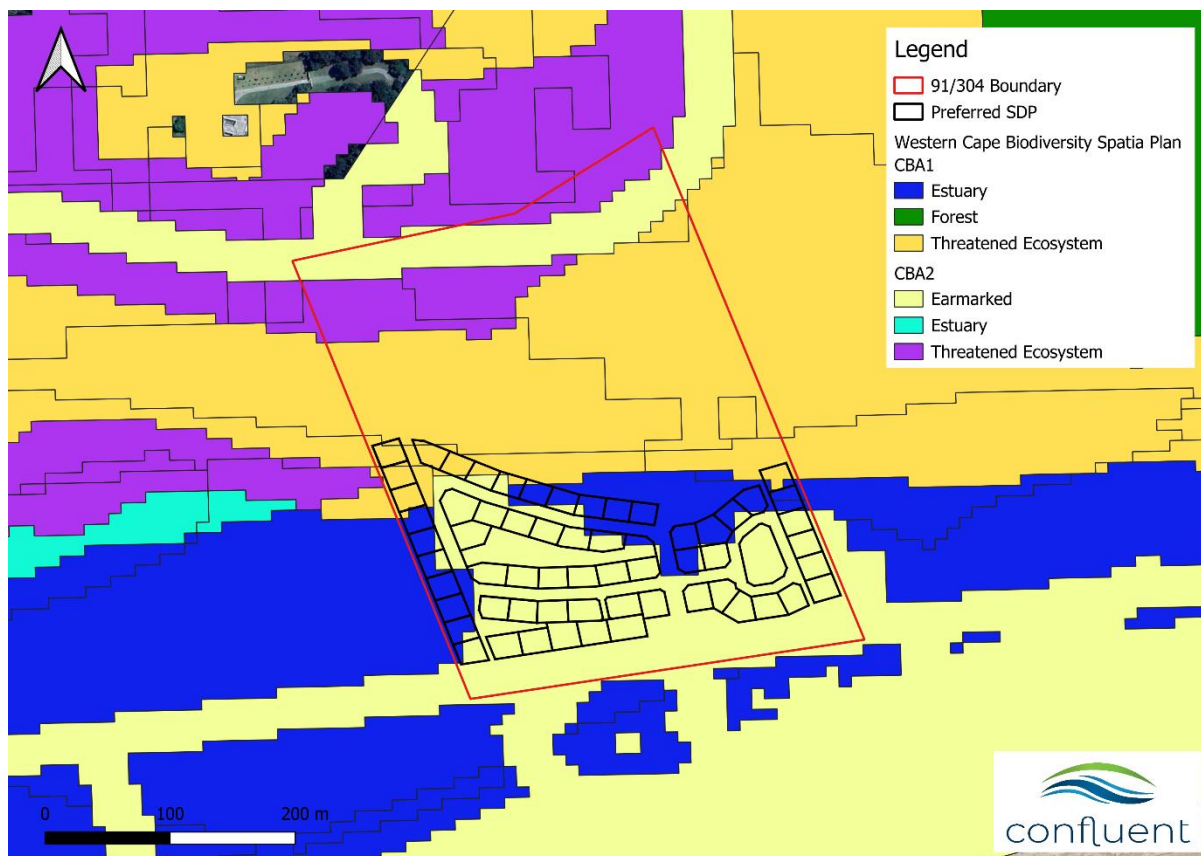 Legend
91/304 Boundary
Preferred SDP
Western Cape Biodiversity Spatia Plan
CBA1
Estuary
Forest
Threatened Ecosystem
CBA2
Earmarked
Estuary
Threatened Ecosystem
0 100 200 m
confluent